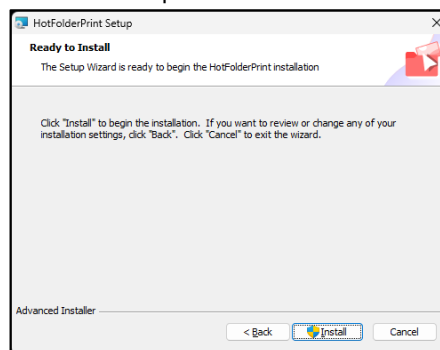 HotFolderPrint Setup
Ready to Install
The Setup Wizard is ready to begin the HotFolderPrint installation
Click "Install" to begin the installation. If you want to review or change any of your
installation settings, click "Back". Click "Cancel" to exit the wizard.
Advanced Installer
< Back Install Cancel